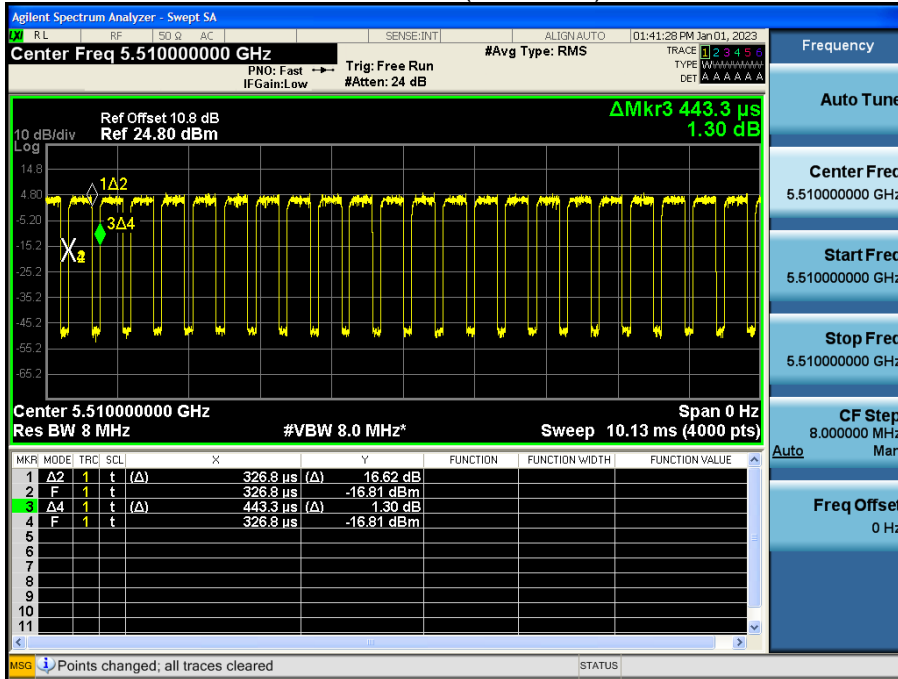 Agilent Spectrum Analyzer - Swept SA
LXI RL RF 50 Ω AC SENSE:INT ALIGN AUTO 01:41:28 PM Jan 01, 2023
Center Freq 5.510000000 GHz #Avg Type: RMS TRACE 1 2 3 4 5 6
PNO: Fast Trig: Free Run TYPE WWWWWW
IFGain:Low #Atten: 24 dB DET A A A A A A
Frequency
Auto Tune
Center Freq
5.510000000 GHz
Start Freq
5.510000000 GHz
Stop Freq
5.510000000 GHz
CF Step
8.000000 MHz
Auto Man
Freq Offset
0 Hz
ΔMkr3 443.3 µs
1.30 dB
Ref Offset 10.8 dB
10 dB/div Ref 24.80 dBm
Log
14.8
4.80
-5.20
-15.2
-25.2
-35.2
-45.2
-55.2
-65.2
1Δ2
3Δ4
Center 5.510000000 GHz Span 0 Hz
Res BW 8 MHz #VBW 8.0 MHz* Sweep 10.13 ms (4000 pts)
MKR MODE TRC SCL X Y FUNCTION FUNCTION WIDTH FUNCTION VALUE
1 Δ2 1 t (Δ) 326.8 µs (Δ) 16.62 dB
2 F 1 t 326.8 µs -16.81 dBm
3 Δ4 1 t (Δ) 443.3 µs (Δ) 1.30 dB
4 F 1 t 326.8 µs -16.81 dBm
5
6
7
8
9
10
11
MSG Points changed; all traces cleared STATUS